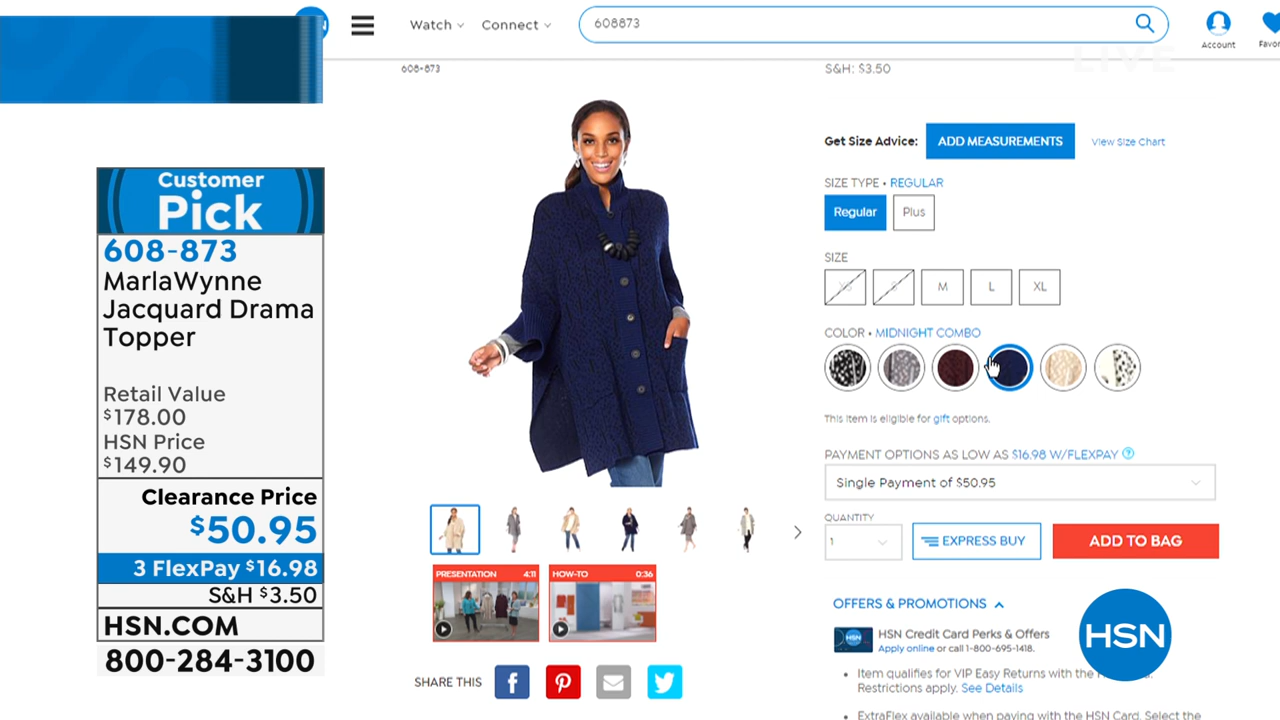 HSN
Watch
Connect
608873
Account
LIVE
608-873
S&H: $3.50
Get Size Advice:
ADD MEASUREMENTS
View Size Chart
SIZE TYPE • REGULAR
Regular
Plus
SIZE
XS
S
M
L
XL
COLOR • MIDNIGHT COMBO
This item is eligible for gift options.
PAYMENT OPTIONS AS LOW AS $16.98 W/FLEXPAY
Single Payment of $50.95
QUANTITY
1
EXPRESS BUY
ADD TO BAG
OFFERS & PROMOTIONS
HSN
HSN Credit Card Perks & Offers
Apply online or call 1-800-695-1418.
HSN
• Item qualifies for VIP Easy Returns with the
Restrictions apply. See Details
• ExtraFlex available when paying with the HSN Card. Select the
PRESENTATION 4:11
HOW-TO 0:36
SHARE THIS
Customer
Pick
608-873
MarlaWynne
Jacquard Drama
Topper
Retail Value
$178.00
HSN Price
$149.90
Clearance Price
$50.95
3 FlexPay $16.98
S&H $3.50
HSN.COM
800-284-3100